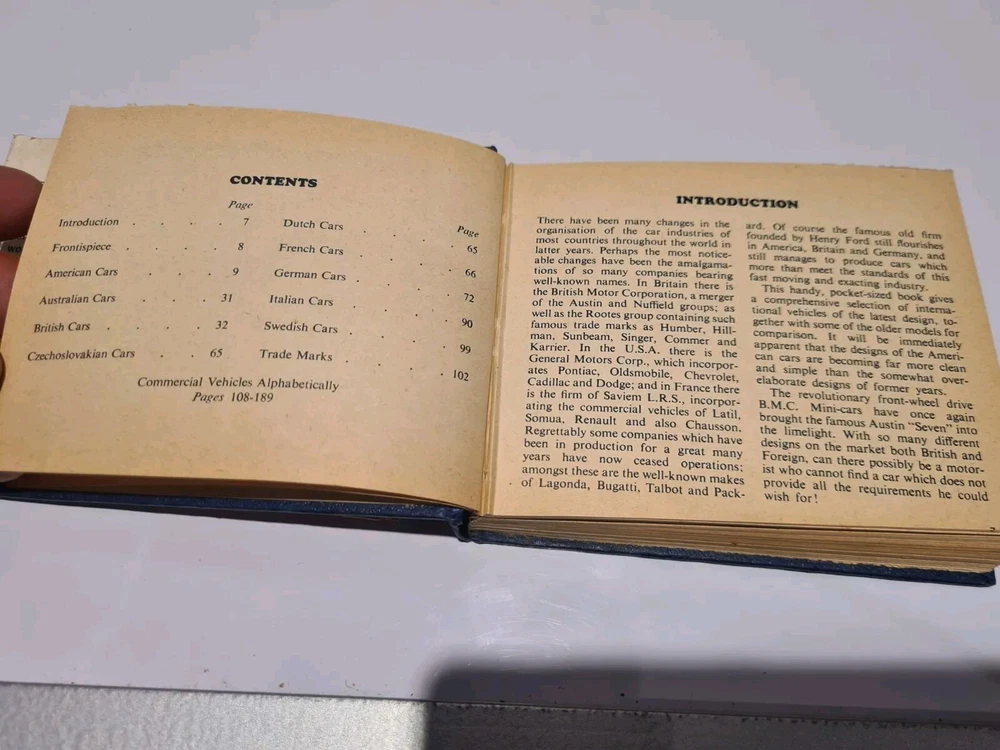 CONTENTS
Page
Introduction . . . . 7
Frontispiece . . . . 8
American Cars . . . . 9
Australian Cars . . . . 31
British Cars . . . . 32
Czechoslovakian Cars . . . 65
Page
Dutch Cars . . . . 65
French Cars . . . . 66
German Cars . . . . 72
Italian Cars . . . . 90
Swedish Cars . . . . 99
Trade Marks . . . . 102
Commercial Vehicles Alphabetically
Pages 108-189
INTRODUCTION
There have been many changes in the
organisation of the car industries of
most countries throughout the world in
latter years. Perhaps the most notice-
able changes have been the amalgama-
tions of so many companies bearing
well-known names. In Britain there is
the British Motor Corporation, a merger
of the Austin and Nuffield groups; as
well as the Rootes group containing such
famous trade marks as Humber, Hill-
man, Sunbeam, Singer, Commer and
Karrier. In the U.S.A. there is the
General Motors Corp., which incorpor-
ates Pontiac, Oldsmobile, Chevrolet,
Cadillac and Dodge; and in France there
is the firm of Saviem L.R.S., incorpor-
ating the commercial vehicles of Latil,
Somua, Renault and also Chausson.
Regrettably some companies which have
been in production for a great many
years have now ceased operations;
amongst these are the well-known makes
of Lagonda, Bugatti, Talbot and Pack-
ard. Of course the famous old firm
founded by Henry Ford still flourishes
in America, Britain and Germany, and
still manages to produce cars which
more than meet the standards of this
fast moving and exacting industry.
This handy, pocket-sized book gives
a comprehensive selection of interna-
tional vehicles of the latest design, to-
gether with some of the older models for
comparison. It will be immediately
apparent that the designs of the Ameri-
can cars are becoming far more clean
and simple than the somewhat over-
elaborate designs of former years.
The revolutionary front-wheel drive
B.M.C. Mini-cars have once again
brought the famous Austin "Seven" into
the limelight. With so many different
designs on the market both British and
Foreign, can there possibly be a motor-
ist who cannot find a car which does not
provide all the requirements he could
wish for!